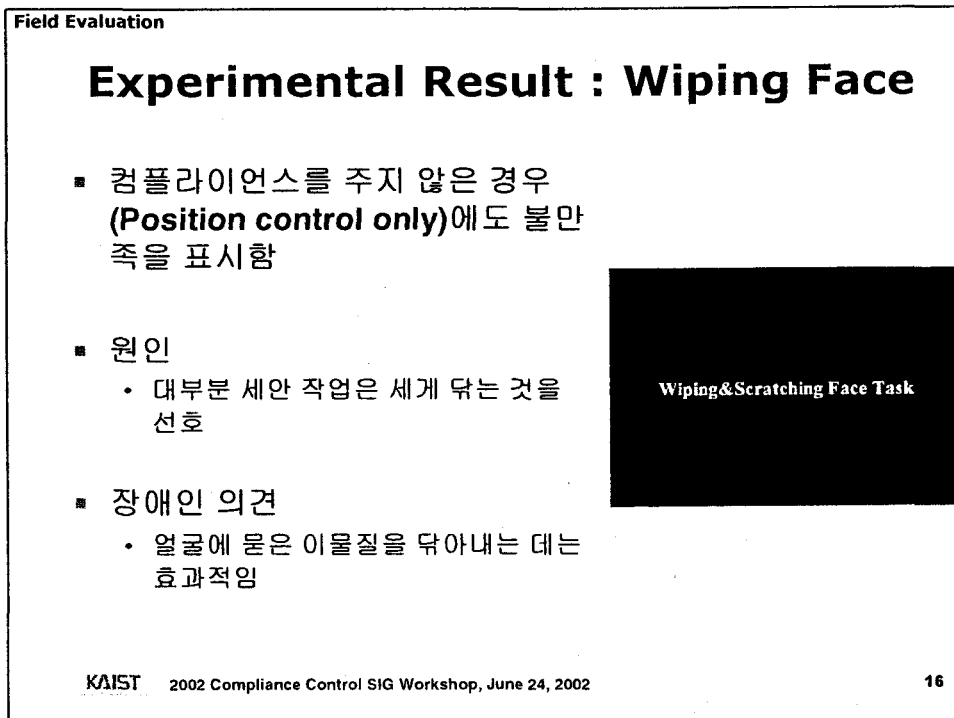 Field Evaluation
Experimental Result : Wiping Face
▪ 컴플라이언스를 주지 않은 경우
(Position control only)에도 불만
족을 표시함
▪ 원인
• 대부분 세안 작업은 세게 닦는 것을
선호
▪ 장애인 의견
• 얼굴에 묻은 이물질을 닦아내는 데는
효과적임
Wiping&Scratching Face Task
KAIST 2002 Compliance Control SIG Workshop, June 24, 2002 16